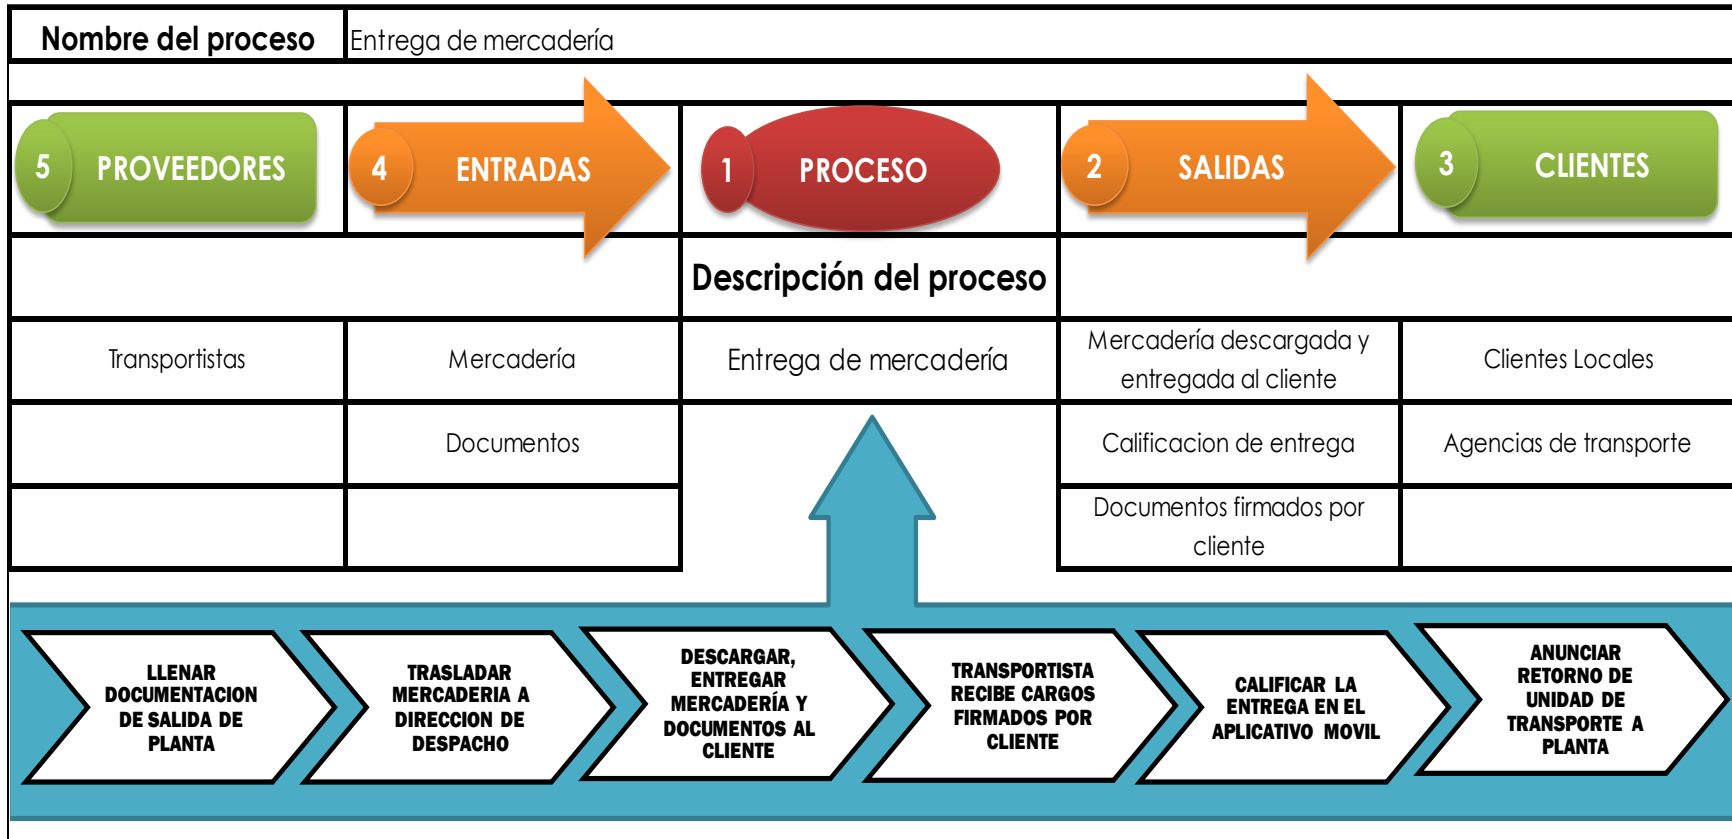 Nombre del proceso
Entrega de mercadería
5 PROVEEDORES
4 ENTRADAS
1 PROCESO
2 SALIDAS
3 CLIENTES
Descripción del proceso
Transportistas
Mercadería
Entrega de mercadería
Mercadería descargada y
entregada al cliente
Clientes Locales
Documentos
Calificacion de entrega
Agencias de transporte
Documentos firmados por
cliente
LLENAR
DOCUMENTACION
DE SALIDA DE
PLANTA
TRASLADAR
MERCADERIA A
DIRECCION DE
DESPACHO
DESCARGAR,
ENTREGAR
MERCADERÍA Y
DOCUMENTOS AL
CLIENTE
TRANSPORTISTA
RECIBE CARGOS
FIRMADOS POR
CLIENTE
CALIFICAR LA
ENTREGA EN EL
APLICATIVO MOVIL
ANUNCIAR
RETORNO DE
UNIDAD DE
TRANSPORTE A
PLANTA